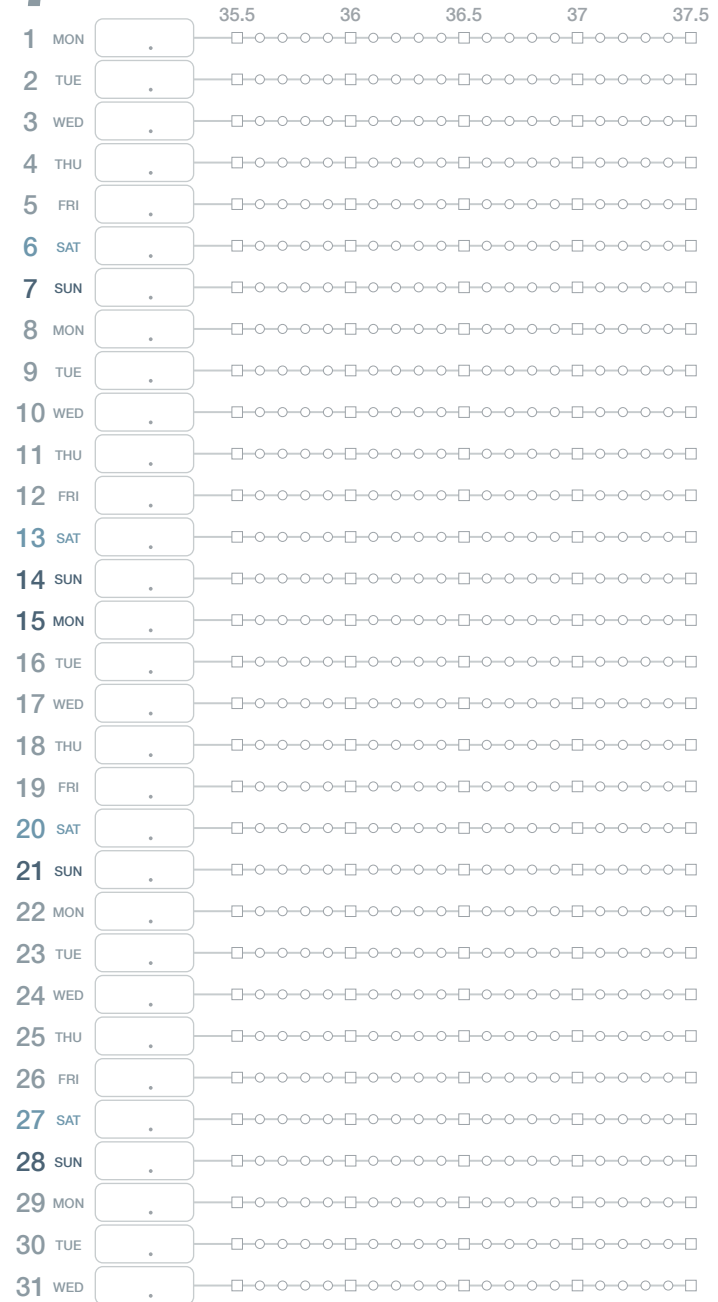 35.5 36 36.5 37 37.5
1 MON .
2 TUE .
3 WED .
4 THU .
5 FRI .
6 SAT .
7 SUN .
8 MON .
9 TUE .
10 WED .
11 THU .
12 FRI .
13 SAT .
14 SUN .
15 MON .
16 TUE .
17 WED .
18 THU .
19 FRI .
20 SAT .
21 SUN .
22 MON .
23 TUE .
24 WED .
25 THU .
26 FRI .
27 SAT .
28 SUN .
29 MON .
30 TUE .
31 WED .